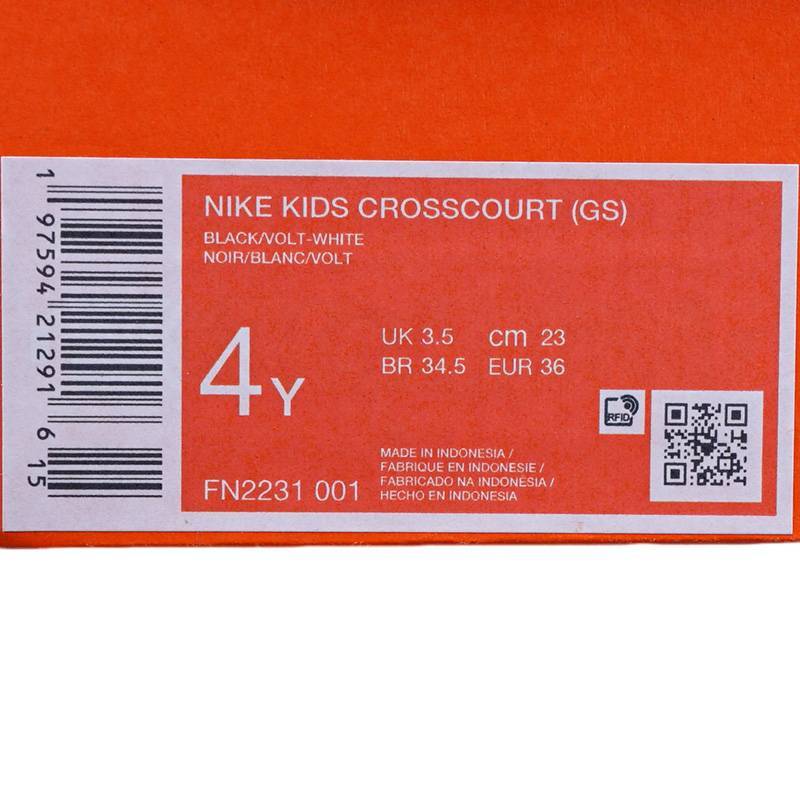 1 97594 21291 6 15
NIKE KIDS CROSSCOURT (GS)
BLACK/VOLT-WHITE
NOIR/BLANC/VOLT
4Y
UK 3.5 cm 23
BR 34.5 EUR 36
RFID
FN2231 001
MADE IN INDONESIA /
FABRIQUE EN INDONESIE /
FABRICADO NA INDONÉSIA /
HECHO EN INDONESIA